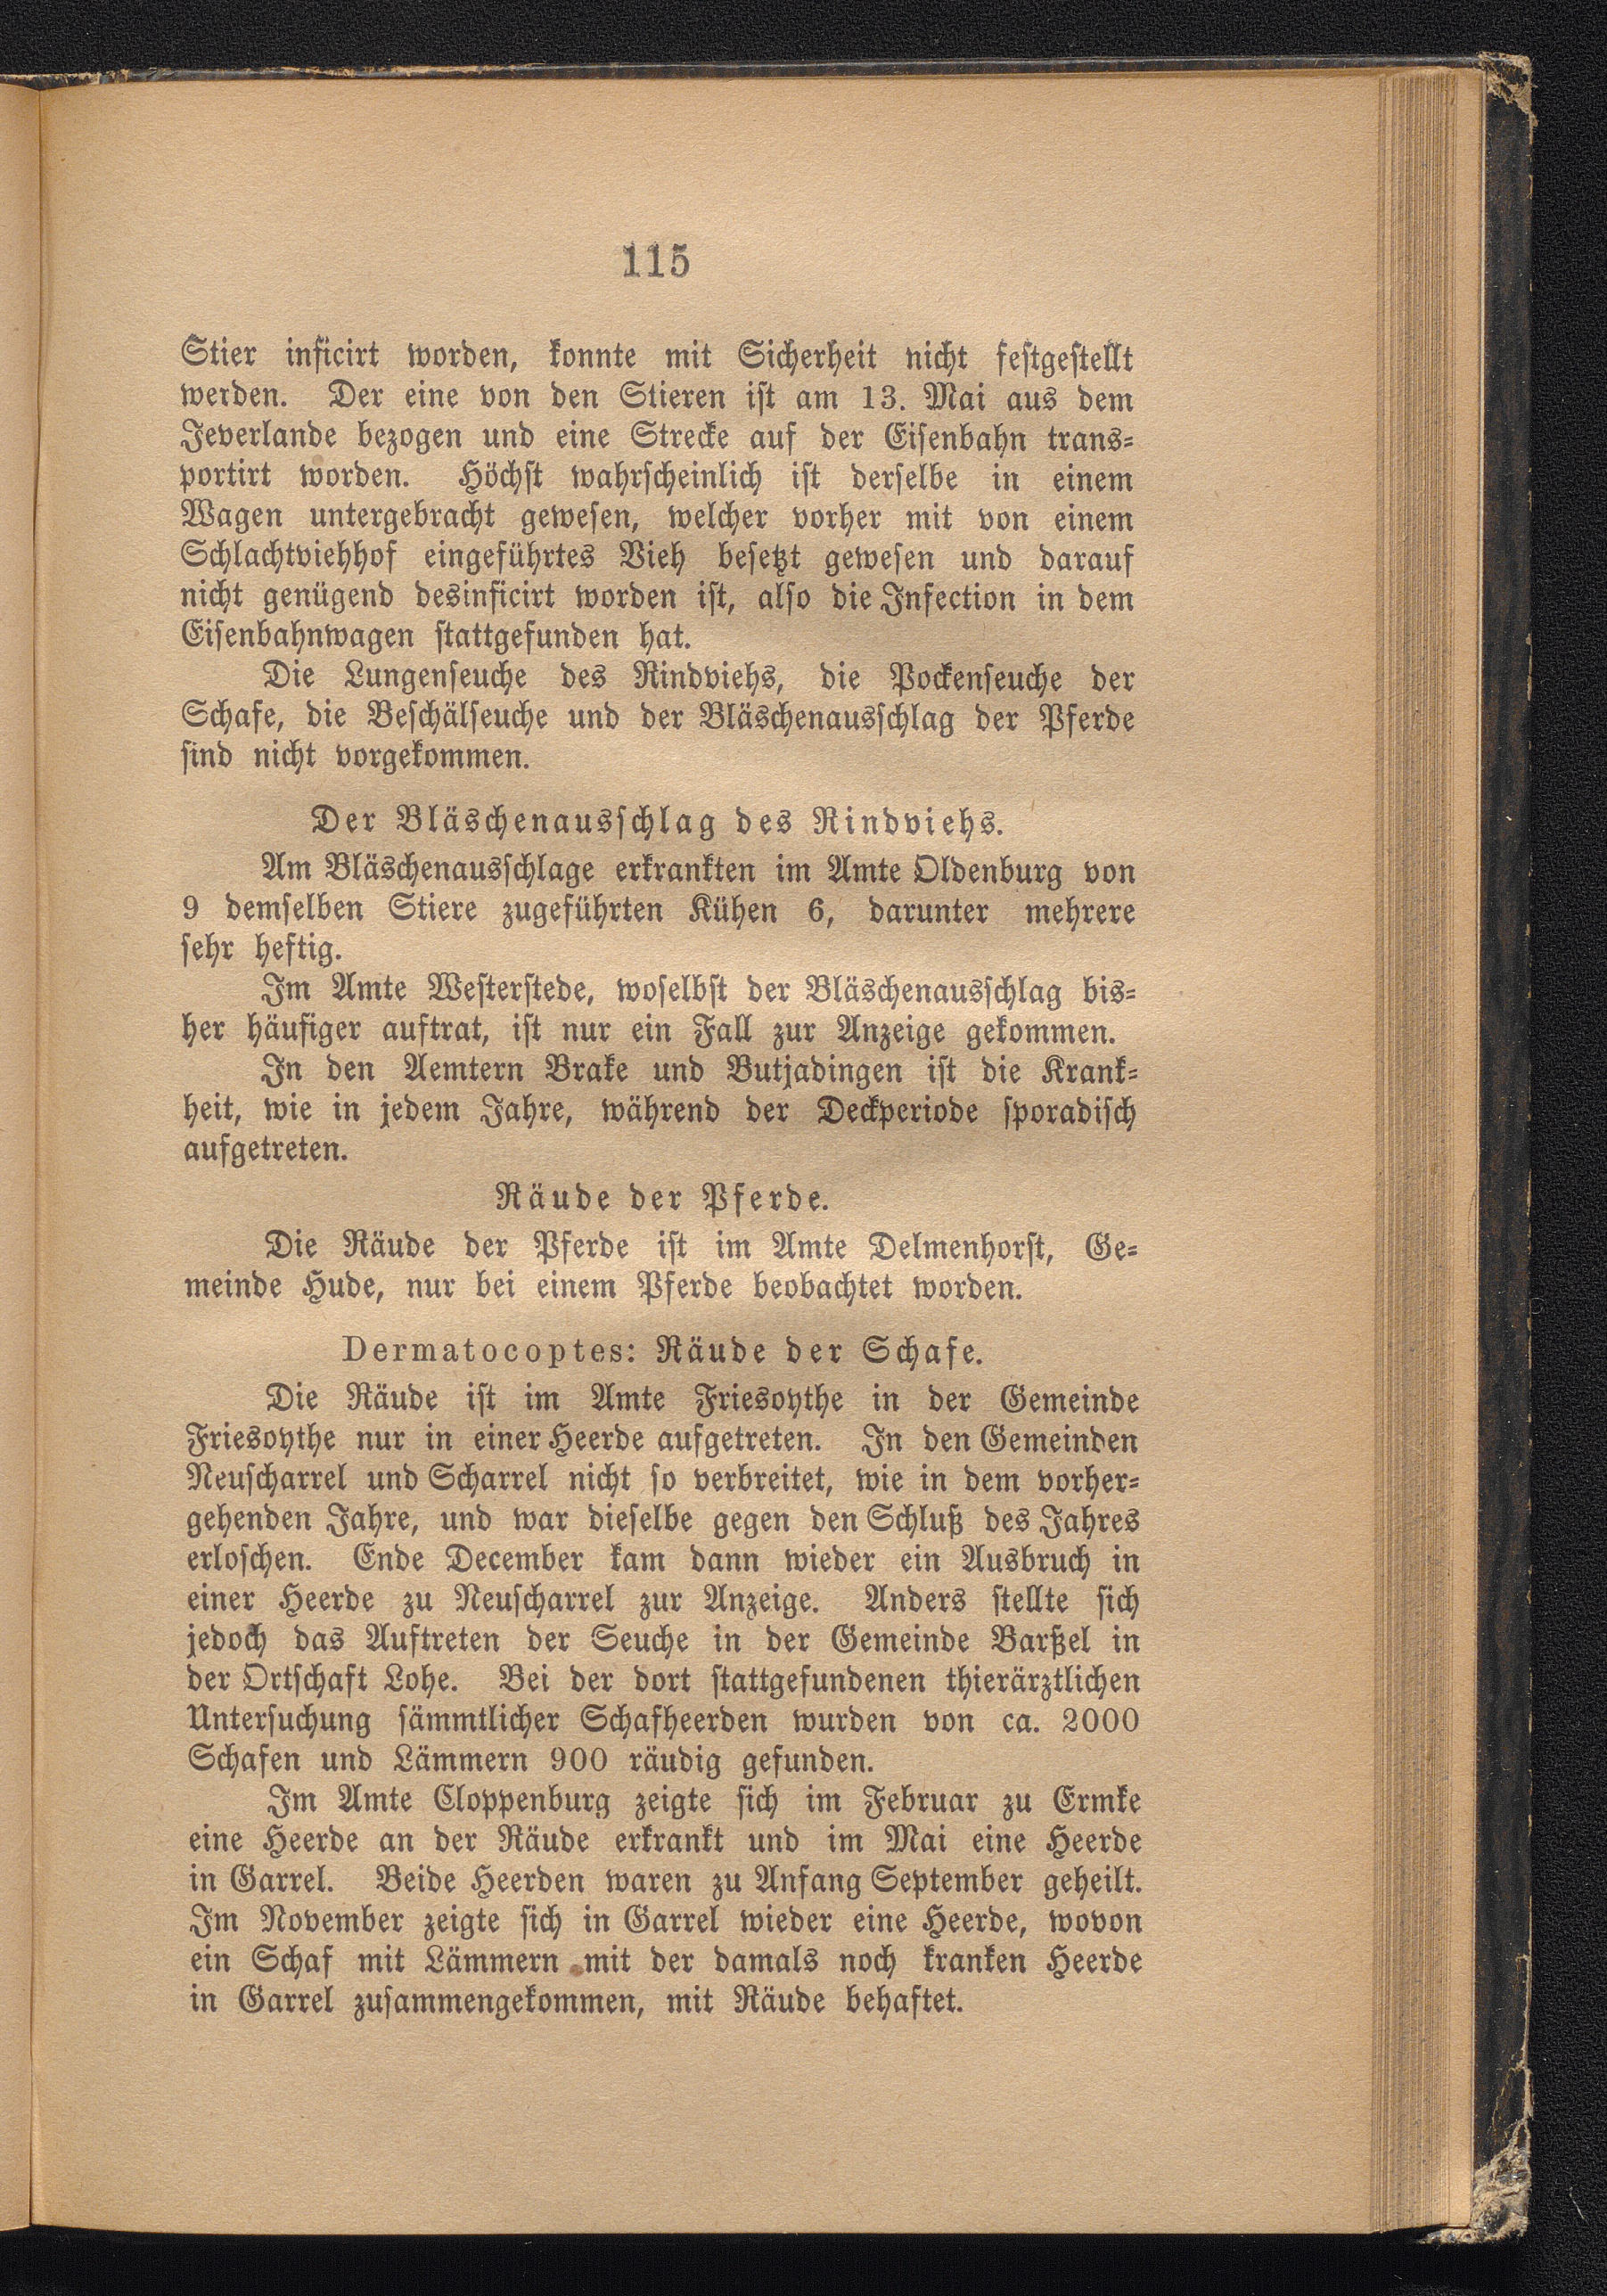 115
Stier inficirt worden, konnte mit Sicherheit nicht festgestellt
werden. Der eine von den Stieren ist am 13. Mai aus dem
Jeverlande bezogen und eine Strecke auf der Eisenbahn trans-
portirt worden. Höchst wahrscheinlich ist derselbe in einem
Wagen untergebracht gewesen, welcher vorher mit von einem
Schlachtviehhof eingeführtes Vieh besetzt gewesen und darauf
nicht genügend desinficirt worden ist, also die Infection in dem
Eisenbahnwagen stattgefunden hat.
Die Lungenseuche des Rindviehs, die Pockenseuche der
Schafe, die Beschälseuche und der Bläschenausschlag der Pferde
sind nicht vorgekommen.
Der Bläschenausschlag des Rindviehs.
Am Bläschenausschlage erkrankten im Amte Oldenburg von
9 demselben Stiere zugeführten Kühen 6, darunter mehrere
sehr heftig.
Im Amte Westerstede, woselbst der Bläschenausschlag bis-
her häufiger auftrat, ist nur ein Fall zur Anzeige gekommen.
In den Aemtern Brake und Butjadingen ist die Krank-
heit, wie in jedem Jahre, während der Deckperiode sporadisch
aufgetreten.
Räude der Pferde.
Die Räude der Pferde ist im Amte Delmenhorst, Ge-
meinde Hude, nur bei einem Pferde beobachtet worden.
Dermatocoptes: Räude der Schafe.
Die Räude ist im Amte Friesoythe in der Gemeinde
Friesoythe nur in einer Heerde aufgetreten. In den Gemeinden
Neuscharrel und Scharrel nicht so verbreitet, wie in dem vorher-
gehenden Jahre, und war dieselbe gegen den Schluß des Jahres
erloschen. Ende December kam dann wieder ein Ausbruch in
einer Heerde zu Neuscharrel zur Anzeige. Anders stellte sich
jedoch das Auftreten der Seuche in der Gemeinde Barßel in
der Ortschaft Lohe. Bei der dort stattgefundenen thierärztlichen
Untersuchung sämmtlicher Schafheerden wurden von ca. 2000
Schafen und Lämmern 900 räudig gefunden.
Im Amte Cloppenburg zeigte sich im Februar zu Ermke
eine Heerde an der Räude erkrankt und im Mai eine Heerde
in Garrel. Beide Heerden waren zu Anfang September geheilt.
Im November zeigte sich in Garrel wieder eine Heerde, wovon
ein Schaf mit Lämmern mit der damals noch kranken Heerde
in Garrel zusammengekommen, mit Räude behaftet.